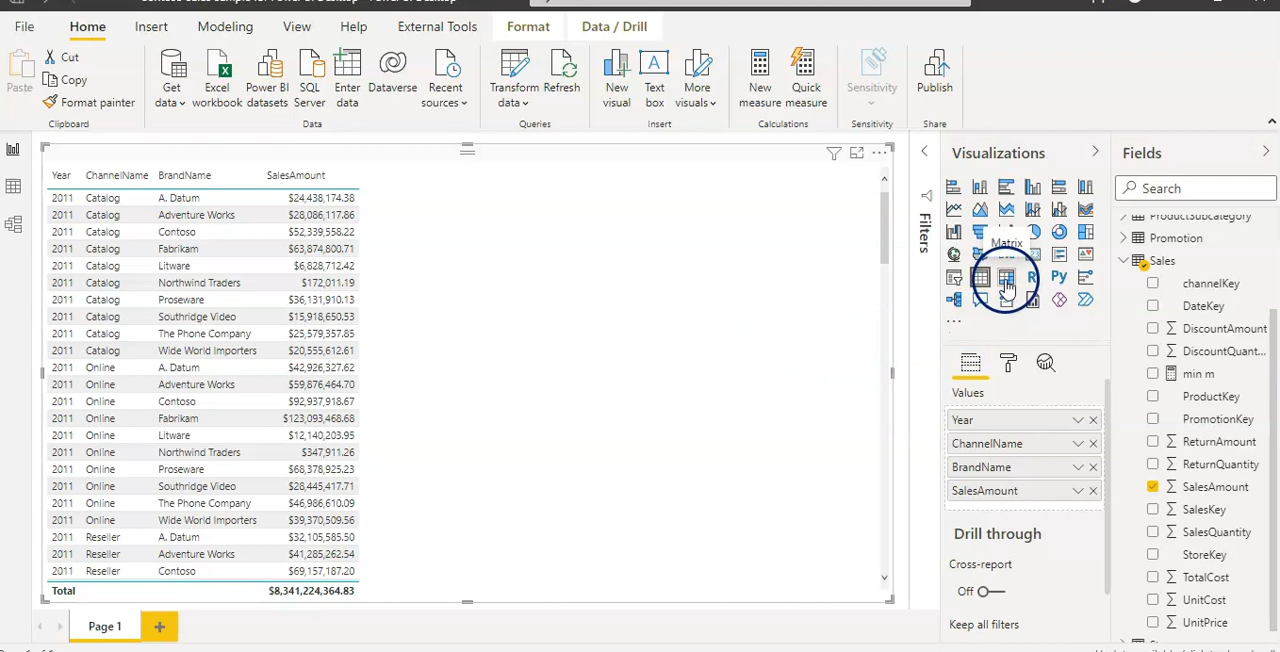 File Home Insert Modeling View Help External Tools Format Data / Drill
Paste
Cut
Copy
Format painter
Clipboard
Get data
Excel workbook
Power BI datasets
SQL Server
Enter data
Dataverse
Recent sources
Data
Transform data
Refresh
Queries
New visual
Text box
More visuals
Insert
New measure
Quick measure
Calculations
Sensitivity
Sensitivity
Publish
Share
Year ChannelName BrandName SalesAmount
2011 Catalog A. Datum $24,438,174.38
2011 Catalog Adventure Works $28,086,117.86
2011 Catalog Contoso $52,339,558.22
2011 Catalog Fabrikam $63,874,800.71
2011 Catalog Litware $6,828,712.42
2011 Catalog Northwind Traders $172,011.19
2011 Catalog Proseware $36,131,910.13
2011 Catalog Southridge Video $15,918,650.53
2011 Catalog The Phone Company $25,579,357.85
2011 Catalog Wide World Importers $20,555,612.61
2011 Online A. Datum $42,926,327.62
2011 Online Adventure Works $59,876,464.70
2011 Online Contoso $92,937,918.67
2011 Online Fabrikam $123,093,468.68
2011 Online Litware $12,140,203.95
2011 Online Northwind Traders $347,911.26
2011 Online Proseware $68,378,925.23
2011 Online Southridge Video $28,445,417.71
2011 Online The Phone Company $46,986,610.09
2011 Online Wide World Importers $39,370,509.56
2011 Reseller A. Datum $32,105,585.50
2011 Reseller Adventure Works $41,285,262.54
2011 Reseller Contoso $69,157,187.20
Total $8,341,224,364.83
Page 1
Filters
Visualizations
Matrix
R Py
Values
Year
ChannelName
BrandName
SalesAmount
Drill through
Cross-report
Off
Keep all filters
Fields
Search
ProductSubcategory
Promotion
Sales
channelKey
DateKey
DiscountAmount
DiscountQuant...
min m
ProductKey
PromotionKey
ReturnAmount
ReturnQuantity
SalesAmount
SalesKey
SalesQuantity
StoreKey
TotalCost
UnitCost
UnitPrice